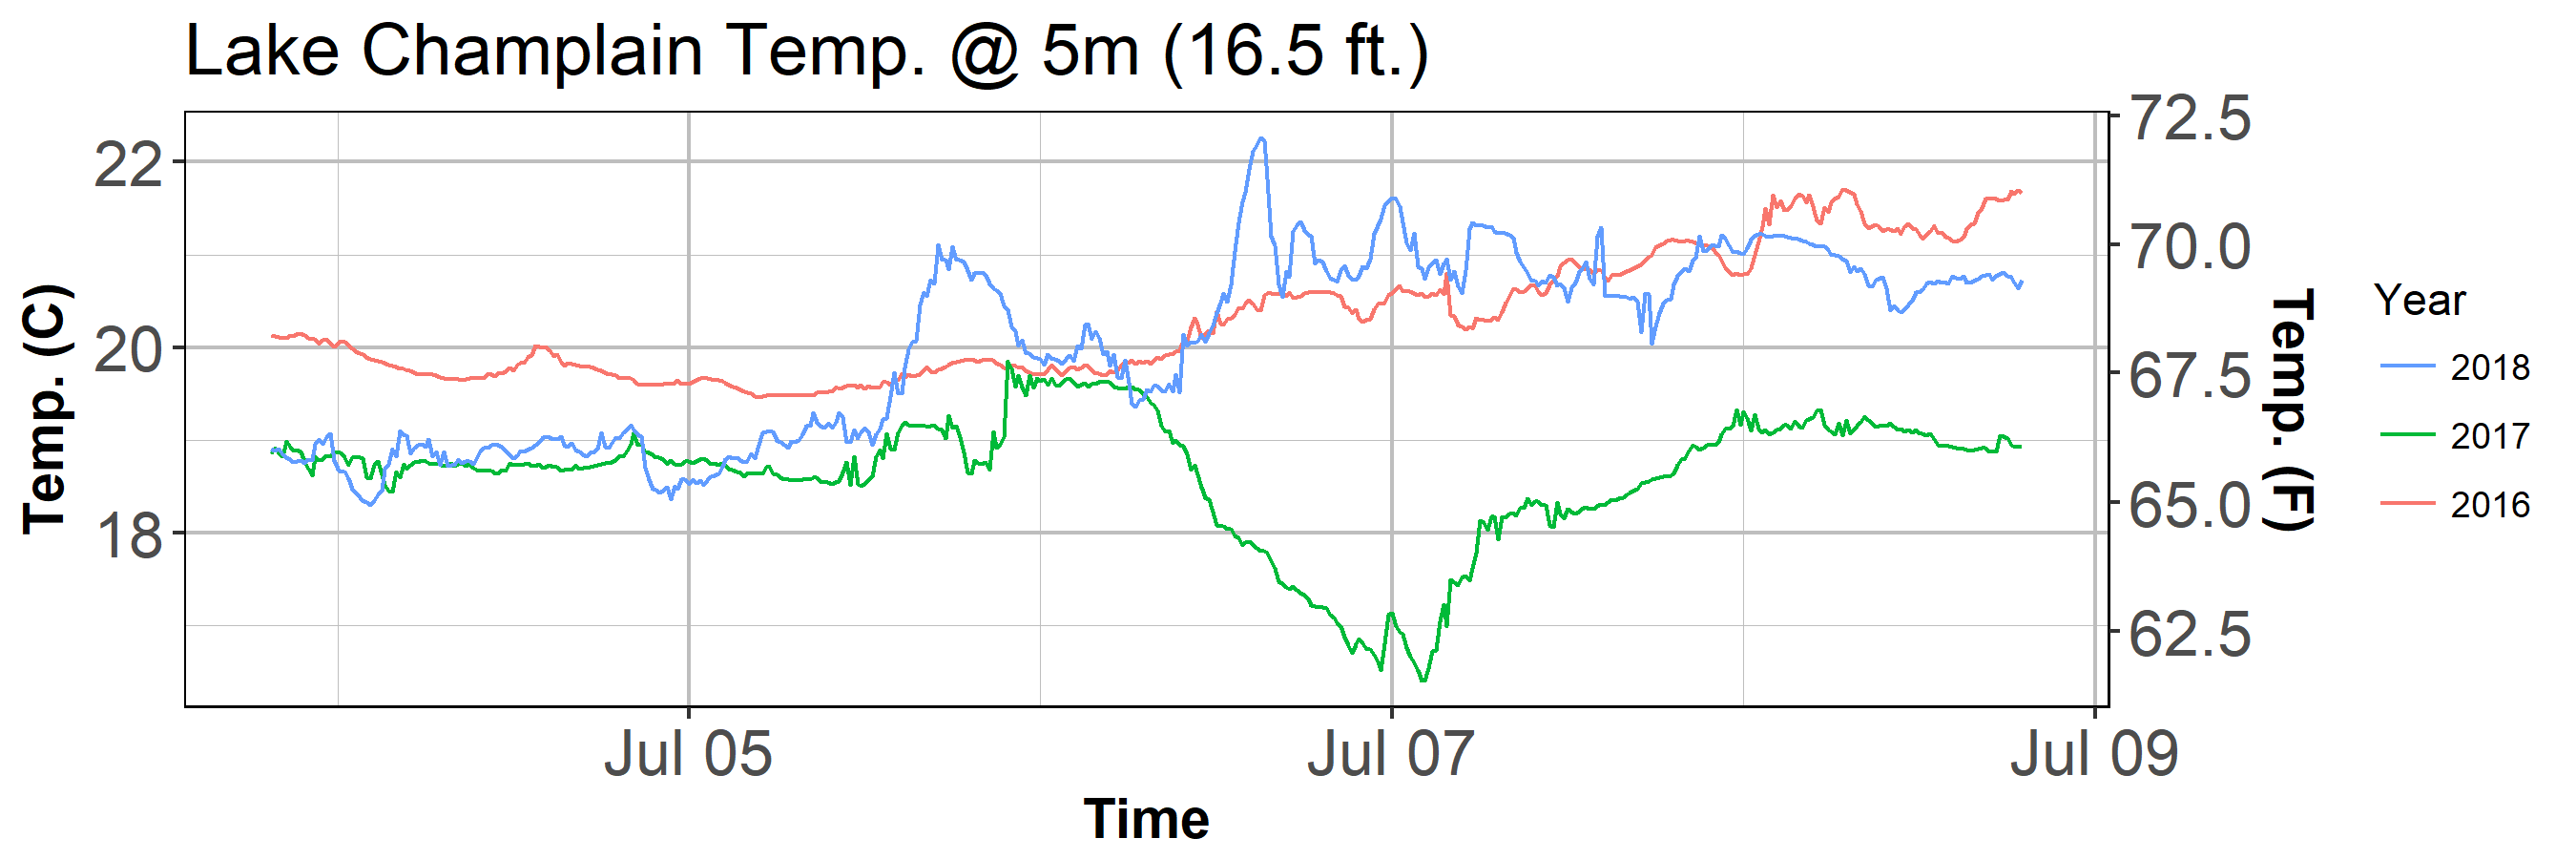 Lake Champlain Temp. @ 5m (16.5 ft.)
Temp. (C)
22
20
18
72.5
70.0
67.5
65.0
62.5
Temp. (F)
Jul 05
Jul 07
Jul 09
Time
Year
2018
2017
2016